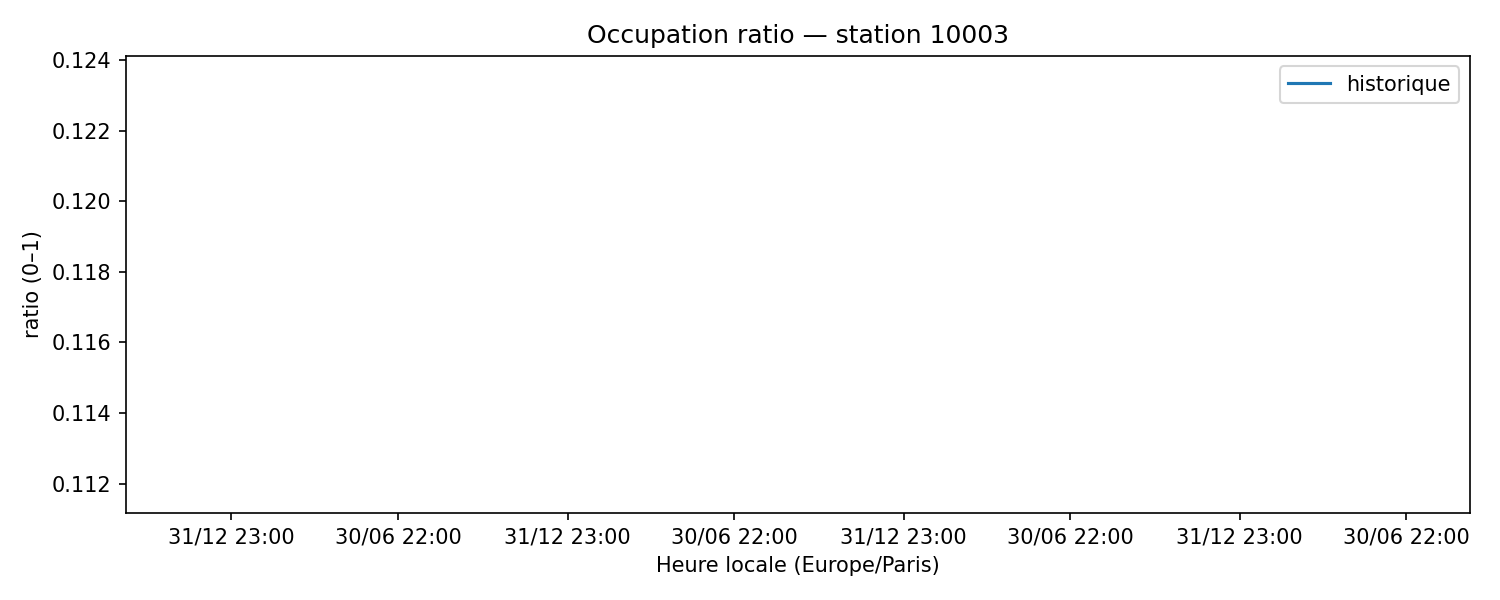 Occupation ratio — station 10003
historique
ratio (0–1)
0.124
0.122
0.120
0.118
0.116
0.114
0.112
31/12 23:00 30/06 22:00 31/12 23:00 30/06 22:00 31/12 23:00 30/06 22:00 31/12 23:00 30/06 22:00
Heure locale (Europe/Paris)